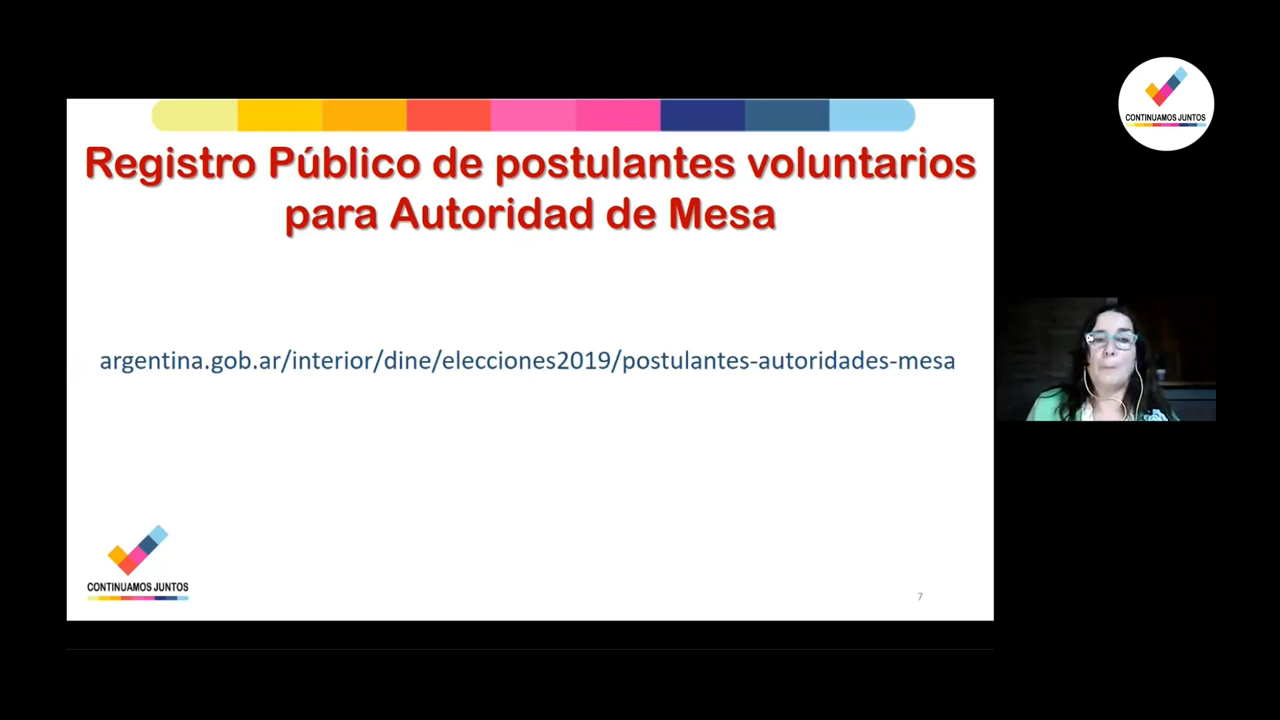 CONTINUAMOS JUNTOS
Registro Público de postulantes voluntarios
para Autoridad de Mesa
argentina.gob.ar/interior/dine/elecciones2019/postulantes-autoridades-mesa
CONTINUAMOS JUNTOS
7